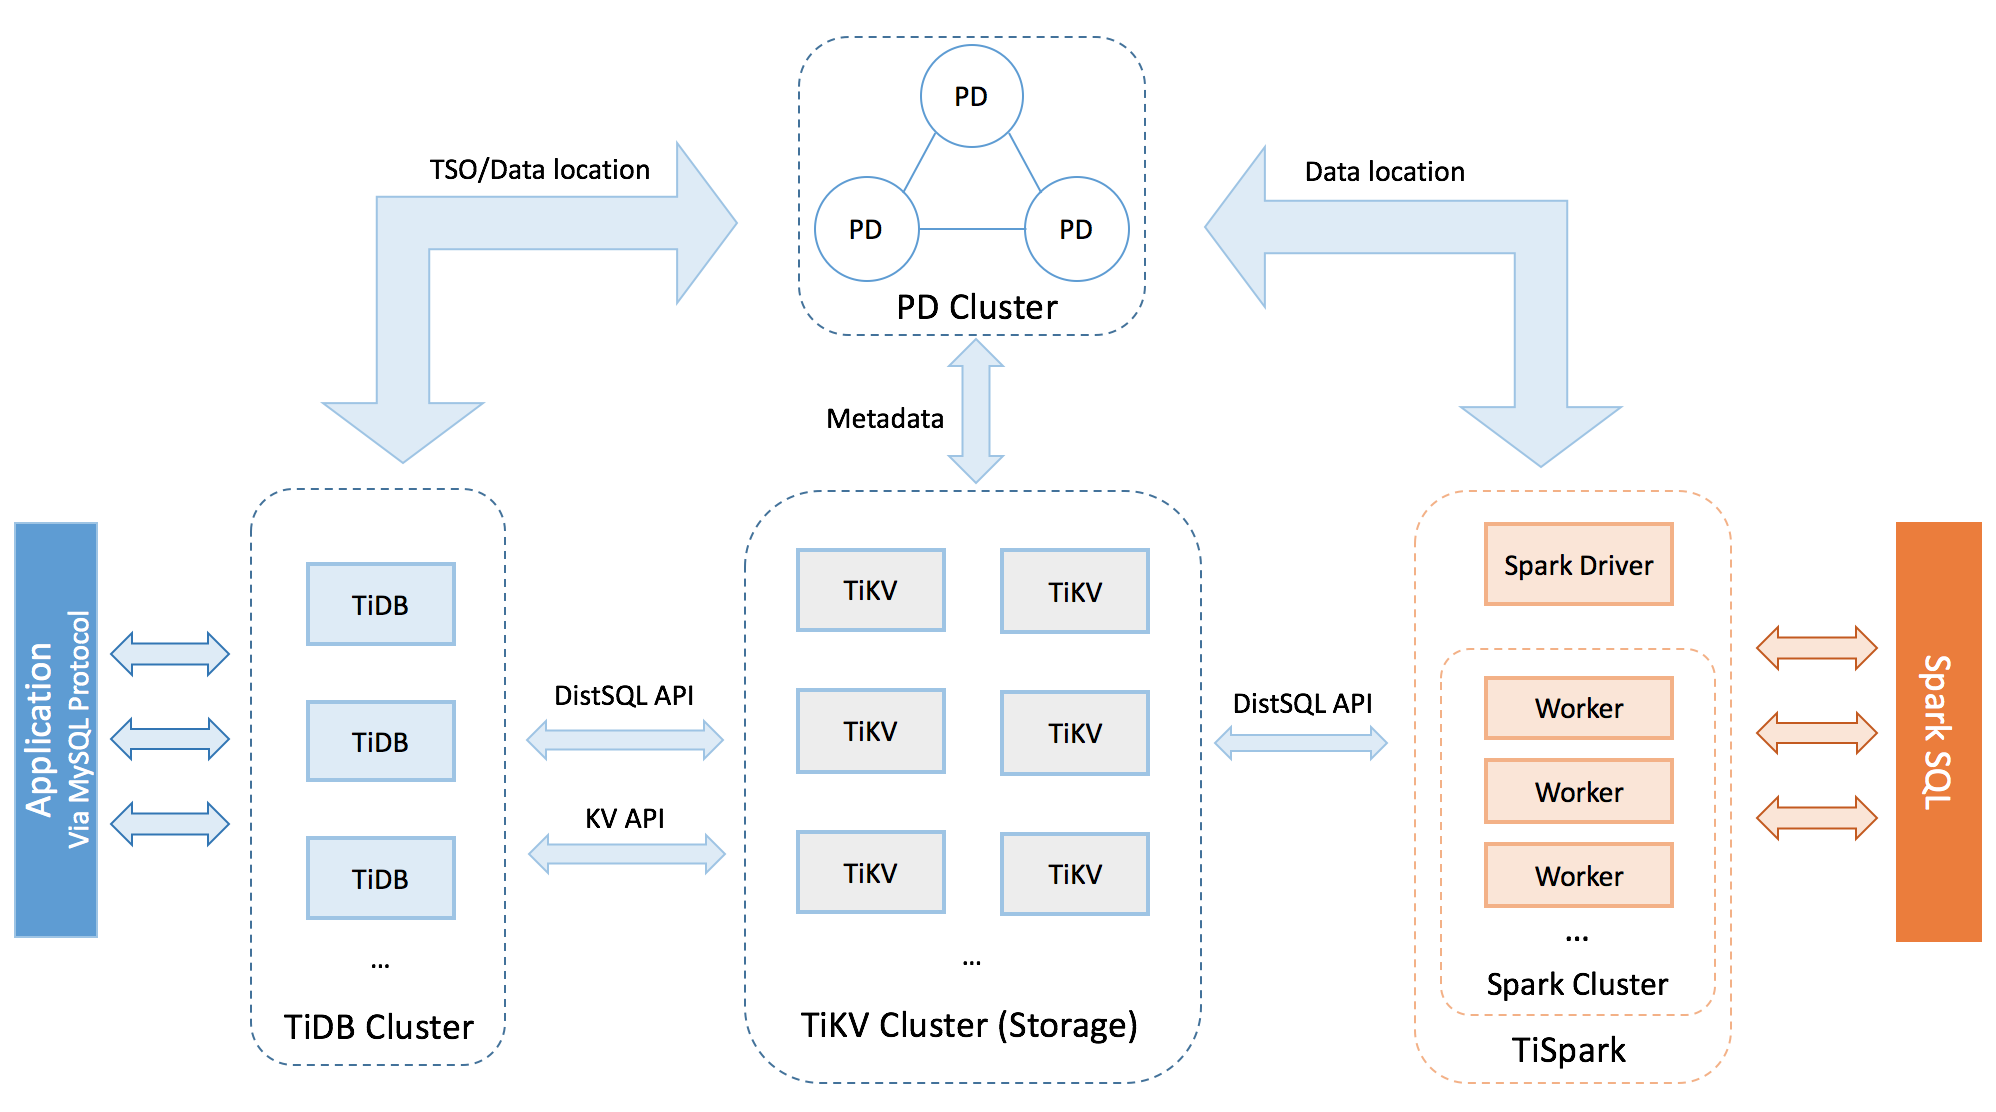 PD
PD
PD
PD Cluster
TSO/Data location
Data location
Metadata
Application
Via MySQL Protocol
TiDB
TiDB
TiDB
...
TiDB Cluster
DistSQL API
KV API
TiKV
TiKV
TiKV
TiKV
TiKV
TiKV
...
TiKV Cluster (Storage)
DistSQL API
Spark Driver
Worker
Worker
Worker
...
Spark Cluster
TiSpark
Spark SQL